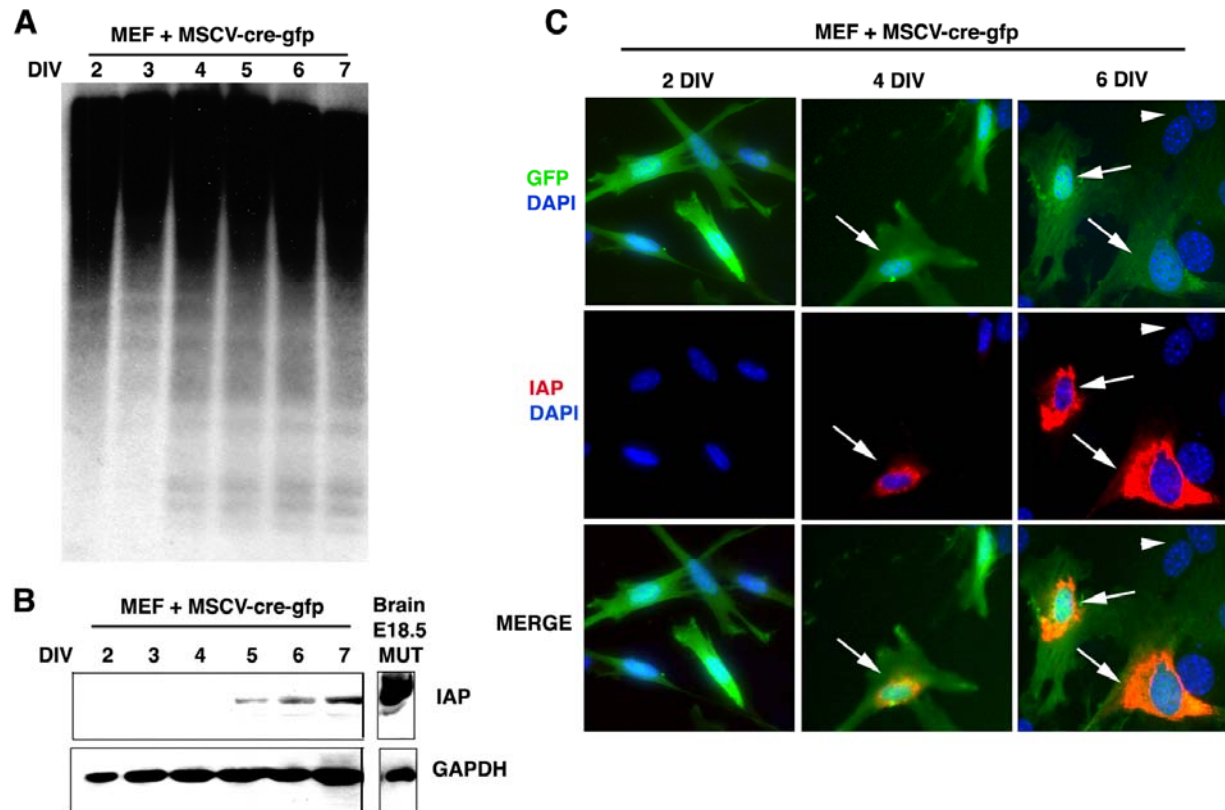 A
MEF + MSCV-cre-gfp
DIV 2 3 4 5 6 7
B
MEF + MSCV-cre-gfp
Brain
E18.5
MUT
DIV 2 3 4 5 6 7
IAP
GAPDH
C
MEF + MSCV-cre-gfp
2 DIV 4 DIV 6 DIV
GFP
DAPI
IAP
DAPI
MERGE